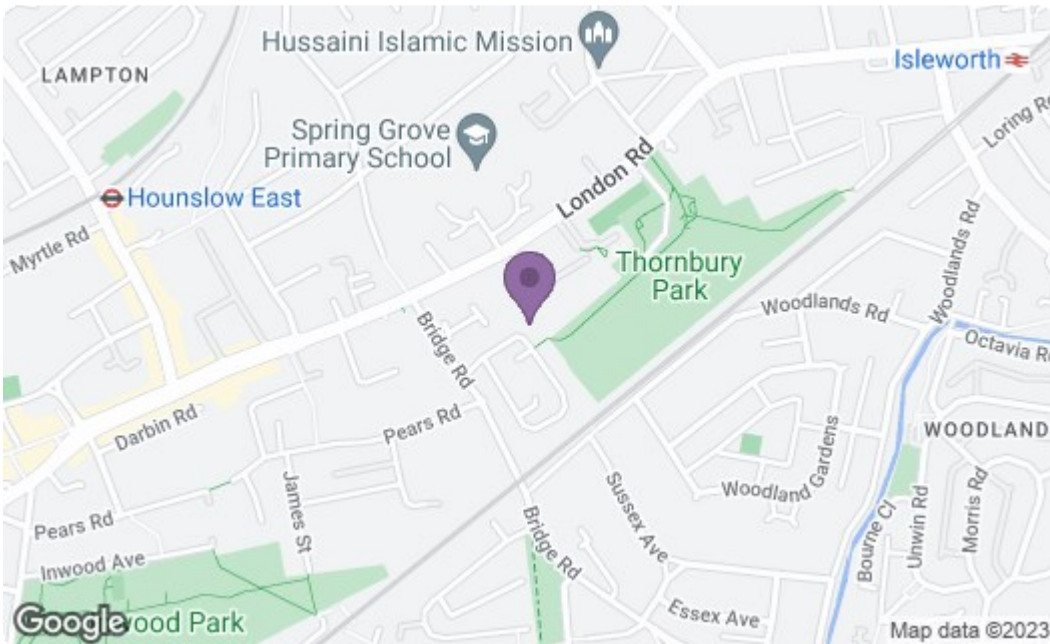 Hussaini Islamic Mission
Isleworth
LAMPTON
Loring Rd
Spring Grove
Primary School
London Rd
Hounslow East
Myrtle Rd
Thornbury
Park
Woodlands Rd
Woodlands Rd
Octavia R
Bridge Rd
Darbin Rd
Pears Rd
WOODLAND
Woodland Gardens
James St
Sussex Ave
Bourne Cl
Unwin Rd
Morris Rd
Pears Rd
Bridge Rd
Inwood Ave
Essex Ave
Google
wood Park
Map data ©2023